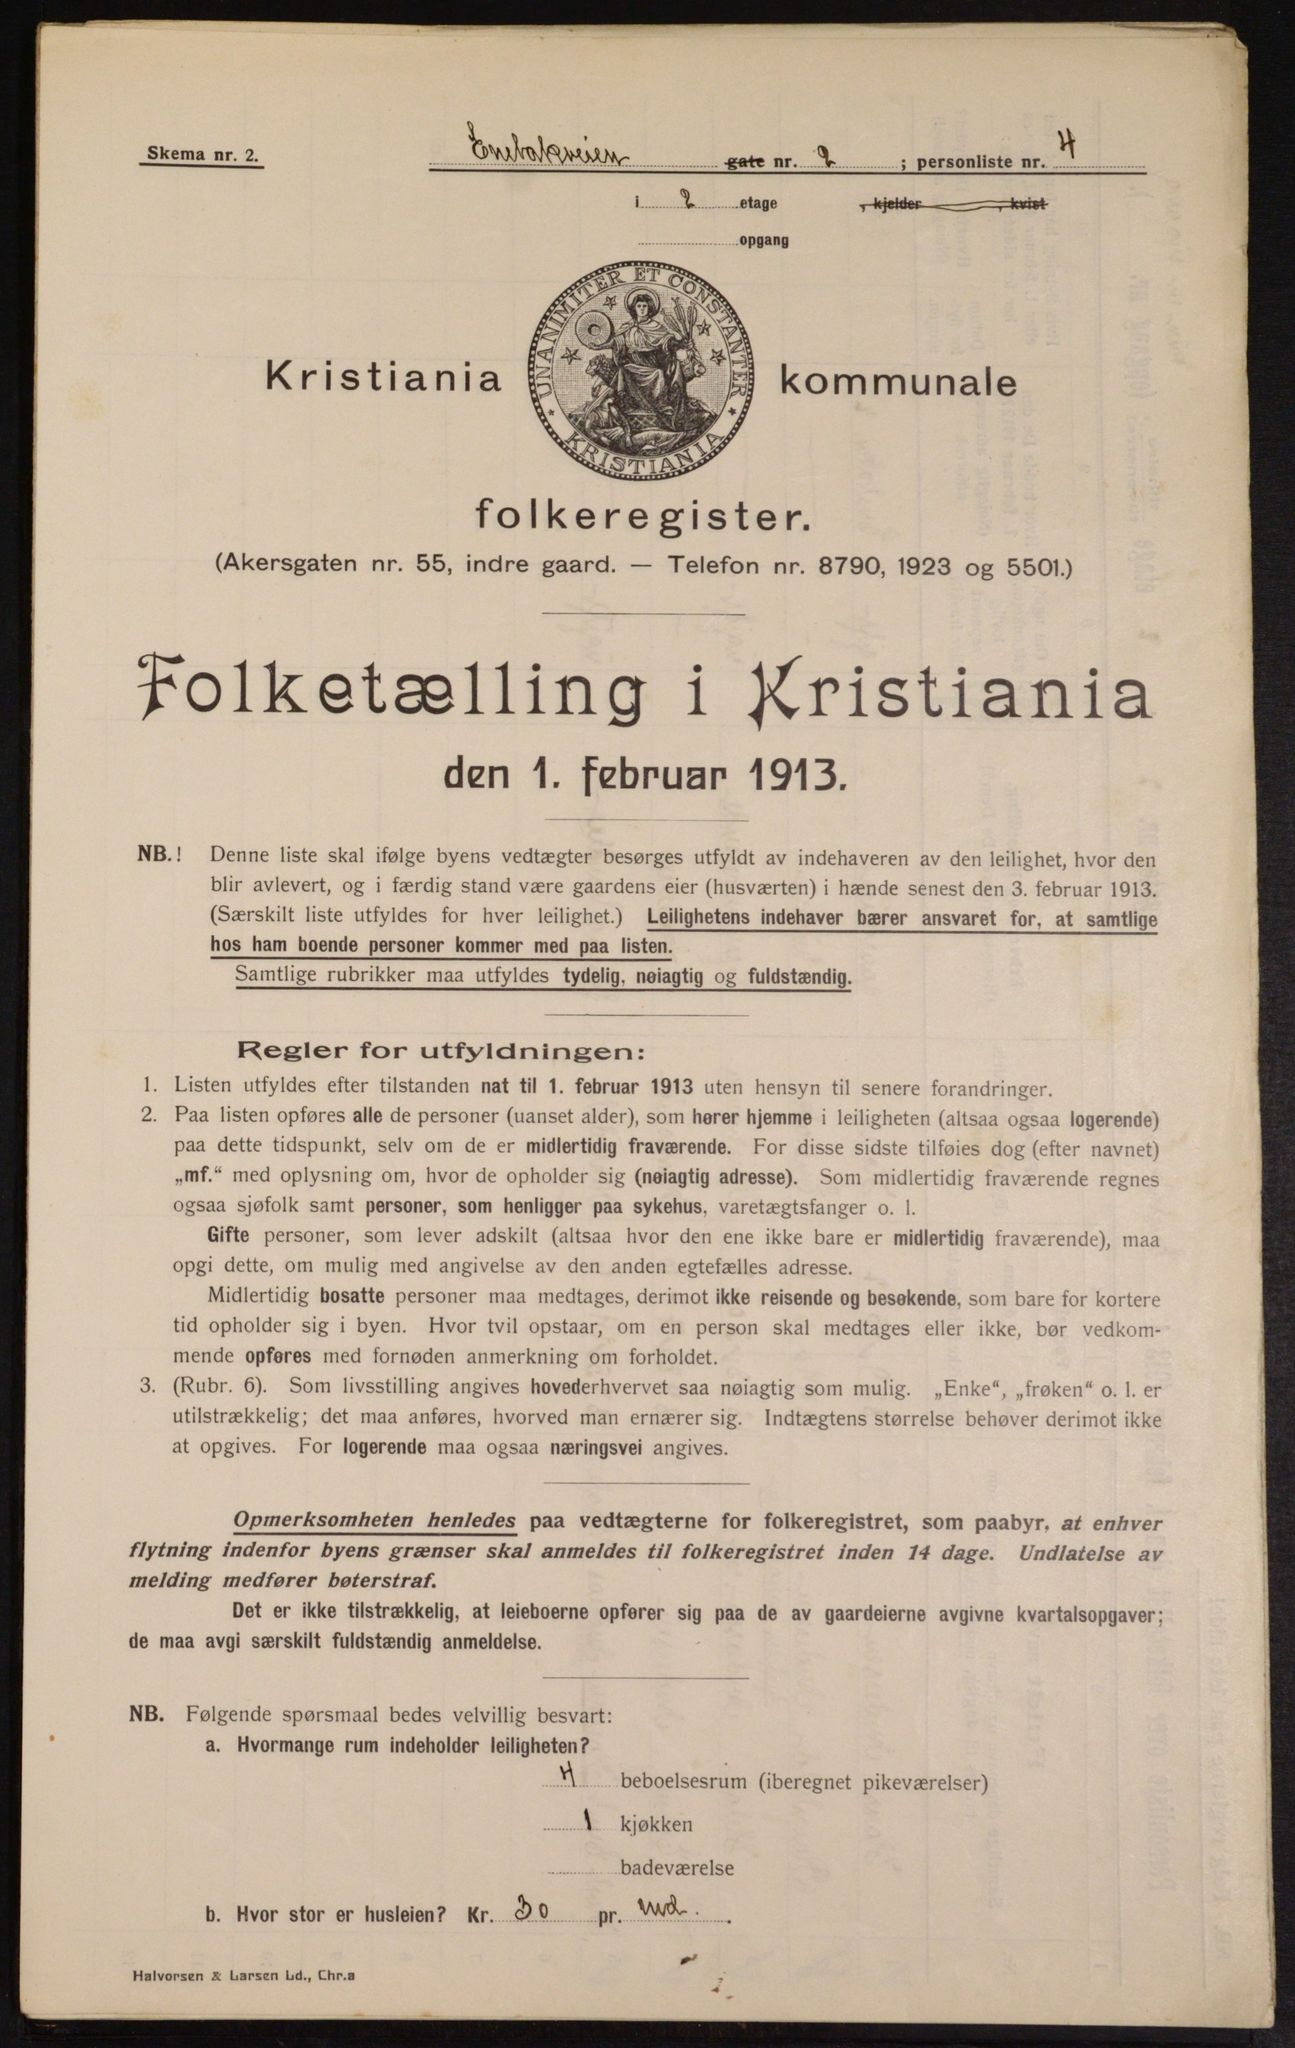 Skema nr. 2.
Enebakveien gate nr. 2 ; personliste nr. 4
i 2 etage , kjelder , kvist
opgang
UNANIMITER ET CONSTANTER
KRISTIANIA
Kristiania kommunale
folkeregister.
(Akersgaten nr. 55, indre gaard. — Telefon nr. 8790, 1923 og 5501.)
Folketælling i Kristiania
den 1. februar 1913.
NB.! Denne liste skal ifølge byens vedtægter besørges utfyldt av indehaveren av den leilighet, hvor den
blir avlevert, og i færdig stand være gaardens eier (husværten) i hænde senest den 3. februar 1913.
(Særskilt liste utfyldes for hver leilighet.) Leilighetens indehaver bærer ansvaret for, at samtlige
hos ham boende personer kommer med paa listen.
Samtlige rubrikker maa utfyldes tydelig, nøiagtig og fuldstændig.
Regler for utfyldningen:
1. Listen utfyldes efter tilstanden nat til 1. februar 1913 uten hensyn til senere forandringer.
2. Paa listen opføres alle de personer (uanset alder), som hører hjemme i leiligheten (altsaa ogsaa logerende)
paa dette tidspunkt, selv om de er midlertidig fraværende. For disse sidste tilføies dog (efter navnet)
„mf.“ med oplysning om, hvor de opholder sig (nøiagtig adresse). Som midlertidig fraværende regnes
ogsaa sjøfolk samt personer, som henligger paa sykehus, varetægtsfanger o. l.
Gifte personer, som lever adskilt (altsaa hvor den ene ikke bare er midlertidig fraværende), maa
opgi dette, om mulig med angivelse av den anden egtefælles adresse.
Midlertidig bosatte personer maa medtages, derimot ikke reisende og besøkende, som bare for kortere
tid opholder sig i byen. Hvor tvil opstaar, om en person skal medtages eller ikke, bør vedkom-
mende opføres med fornøden anmerkning om forholdet.
3. (Rubr. 6). Som livsstilling angives hovederhvervet saa nøiagtig som mulig. „Enke“, „frøken“ o. l. er
utilstrækkelig; det maa anføres, hvorved man ernærer sig. Indtægtens størrelse behøver derimot ikke
at opgives. For logerende maa ogsaa næringsvei angives.
Opmerksomheten henledes paa vedtægterne for folkeregistret, som paabyr, at enhver
flytning indenfor byens grænser skal anmeldes til folkeregistret inden 14 dage. Undlatelse av
melding medfører bøterstraf.
Det er ikke tilstrækkelig, at leieboerne opfører sig paa de av gaardeierne avgivne kvartalsopgaver;
de maa avgi særskilt fuldstændig anmeldelse.
NB. Følgende spørsmaal bedes velvillig besvart:
a. Hvormange rum indeholder leiligheten?
4 beboelsesrum (iberegnet pikeværelser)
1 kjøkken
badeværelse
b. Hvor stor er husleien? Kr. 30 pr. Md.
Halvorsen & Larsen Ld., Chr.a